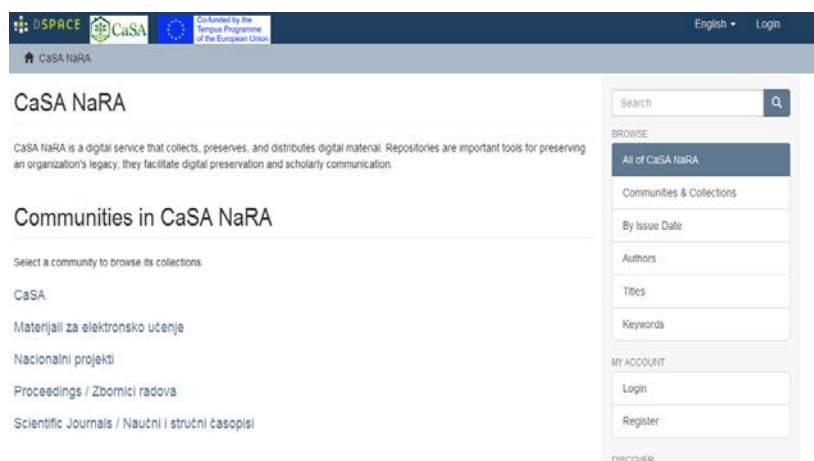 DSPACE CaSA Co-funded by the
Tempus Programme
of the European Union
English Login
CaSA NaRA
CaSA NaRA
CaSA NaRA is a digital service that collects, preserves, and distributes digital material. Repositories are important tools for preserving
an organization's legacy; they facilitate digital preservation and scholarly communication.
Communities in CaSA NaRA
Select a community to browse its collections.
CaSA
Materijali za elektronsko učenje
Nacionalni projekti
Proceedings / Zbornici radova
Scientific Journals / Naučni i stručni časopisi
Search
BROWSE
All of CaSA NaRA
Communities & Collections
By Issue Date
Authors
Titles
Keywords
MY ACCOUNT
Login
Register
DISCOVER